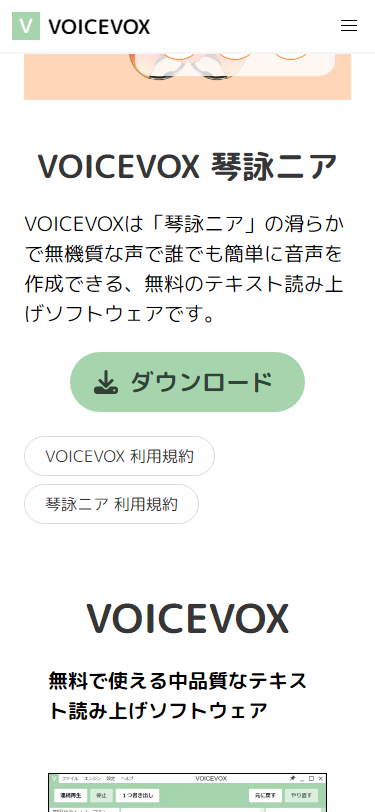 V VOICEVOX
VOICEVOX 琴詠ニア
VOICEVOXは「琴詠ニア」の滑らか
で無機質な声で誰でも簡単に音声を
作成できる、無料のテキスト読み上
げソフトウェアです。
ダウンロード
VOICEVOX 利用規約
琴詠ニア 利用規約
VOICEVOX
無料で使える中品質なテキス
ト読み上げソフトウェア
V ファイル エンジン 設定 ヘルプ VOICEVOX
連続再生 停止 1つ書き出し 元に戻す やり直す